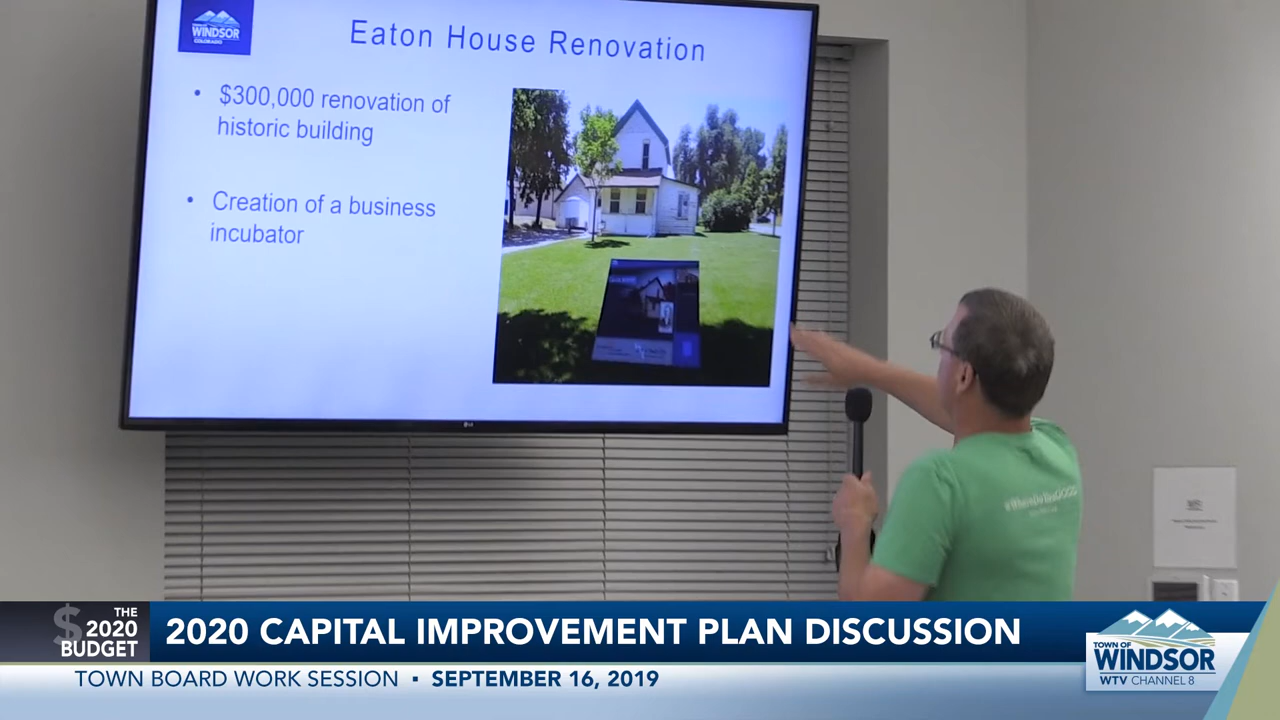 WINDSOR
COLORADO
Eaton House Renovation
• $300,000 renovation of
historic building
• Creation of a business
incubator
LG
THE
$ 2020
BUDGET
2020 CAPITAL IMPROVEMENT PLAN DISCUSSION
TOWN BOARD WORK SESSION • SEPTEMBER 16, 2019
TOWN OF
WINDSOR
WTV CHANNEL 8